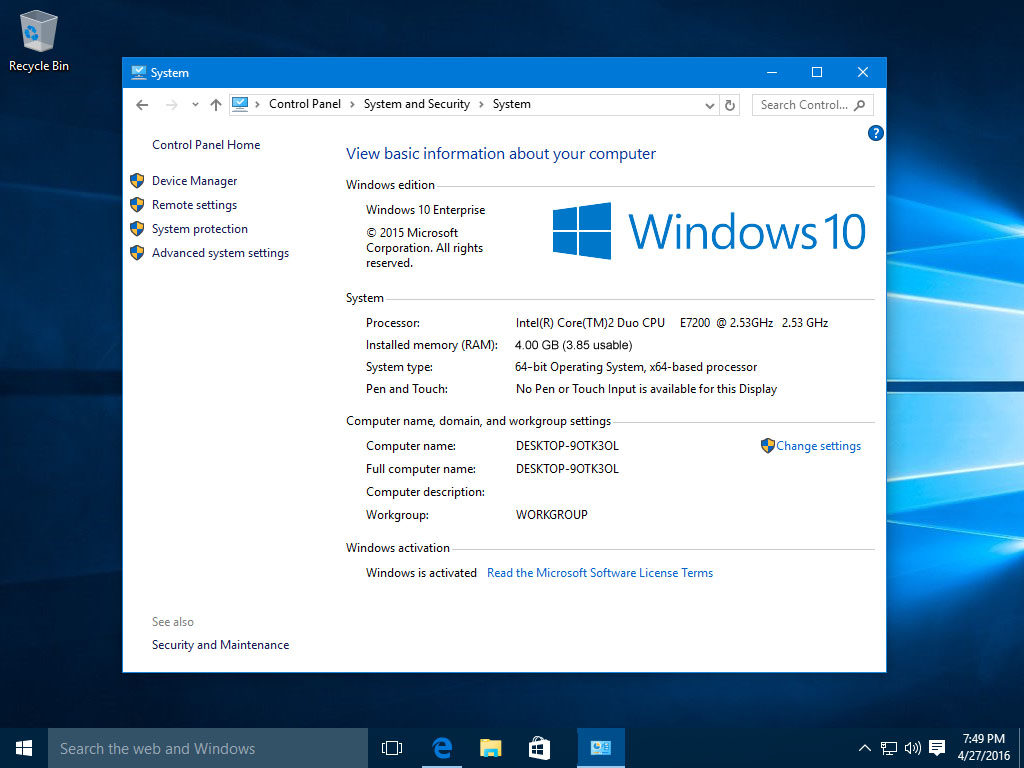 Recycle Bin
System
Control Panel > System and Security > System
Search Control...
?
Control Panel Home
Device Manager
Remote settings
System protection
Advanced system settings
See also
Security and Maintenance
View basic information about your computer
Windows edition
Windows 10 Enterprise
© 2015 Microsoft
Corporation. All rights
reserved.
Windows 10
System
Processor: Intel(R) Core(TM)2 Duo CPU E7200 @ 2.53GHz 2.53 GHz
Installed memory (RAM): 4.00 GB (3.85 usable)
System type: 64-bit Operating System, x64-based processor
Pen and Touch: No Pen or Touch Input is available for this Display
Computer name, domain, and workgroup settings
Computer name: DESKTOP-9OTK3OL Change settings
Full computer name: DESKTOP-9OTK3OL
Computer description:
Workgroup: WORKGROUP
Windows activation
Windows is activated Read the Microsoft Software License Terms
Search the web and Windows
7:49 PM
4/27/2016